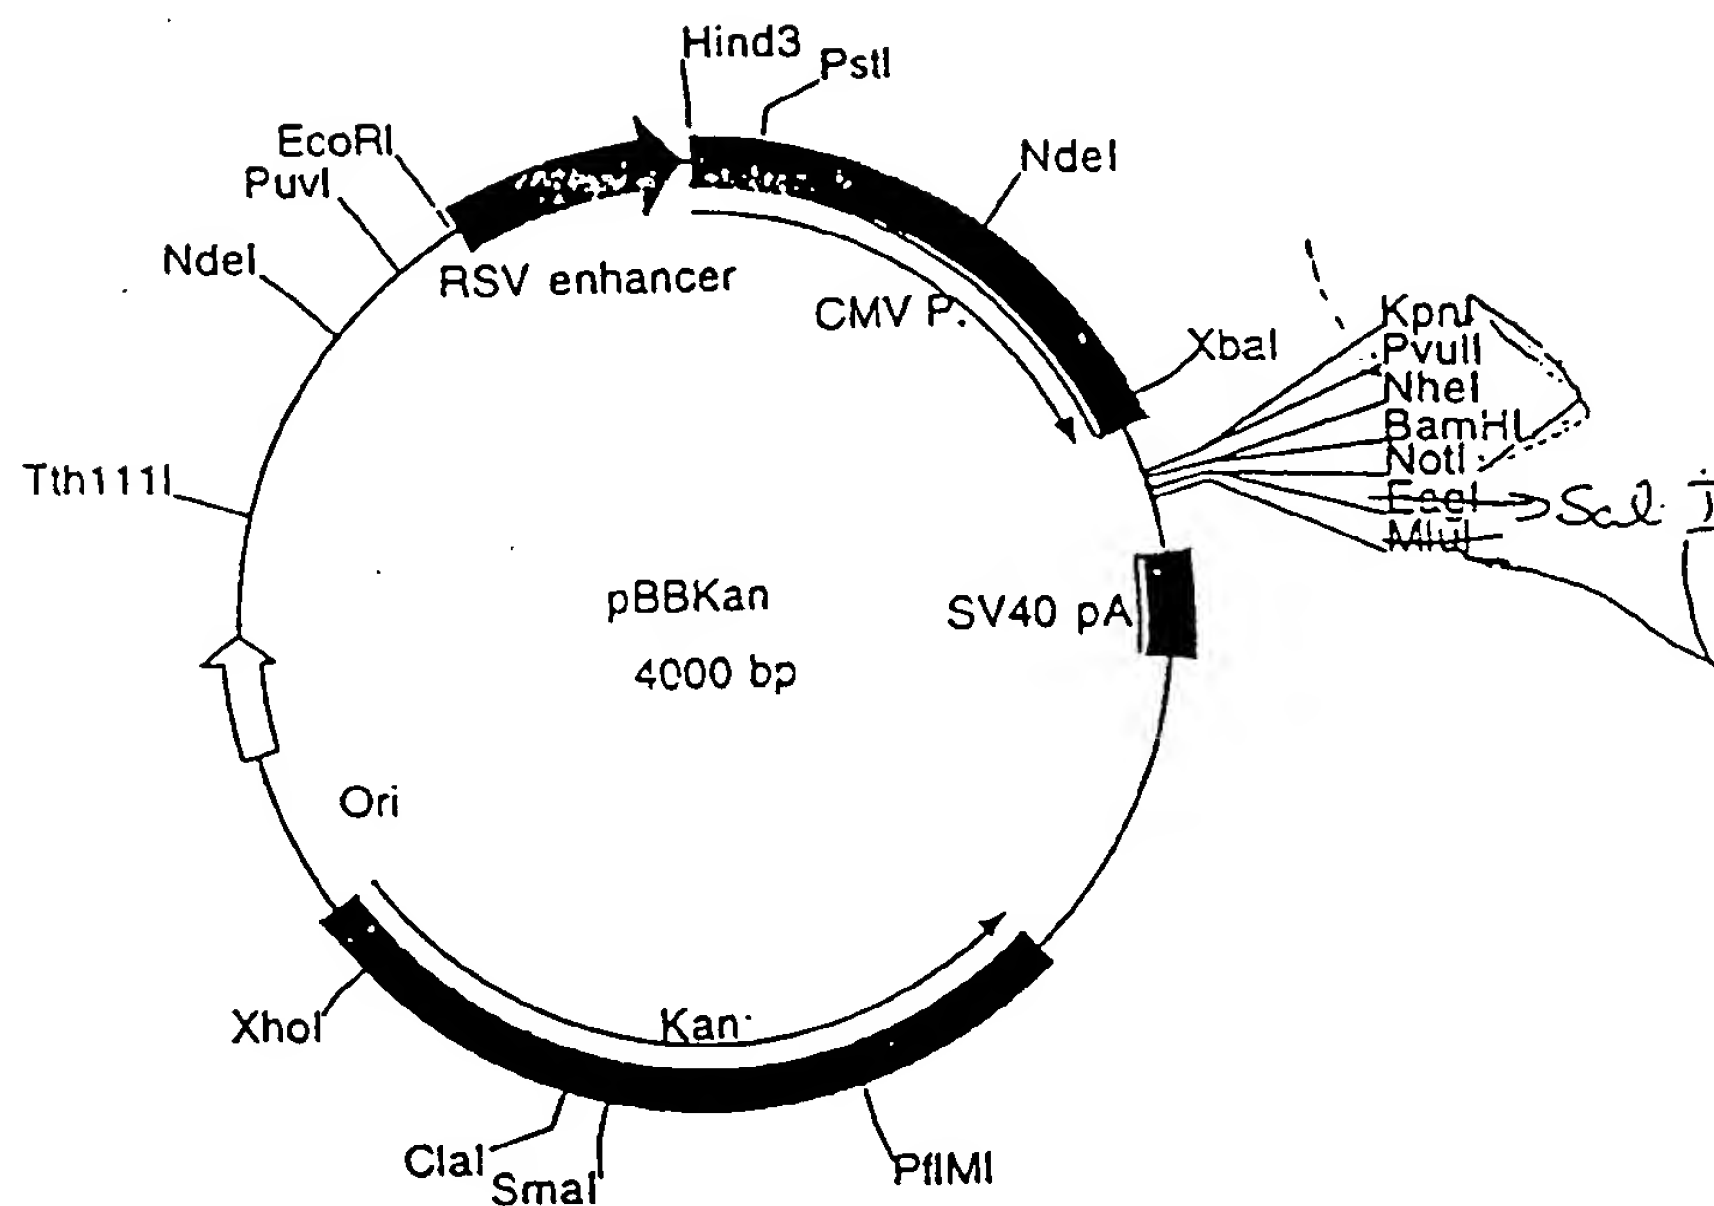 Hind3
PstI
EcoRI
PuvI
NdeI
NdeI
RSV enhancer
CMV P.
XbaI
KpnI
PvuII
NheI
BamHI
NotI
EagI
Sal I
MluI
Tth111I
pBBKan
4000 bp
SV40 pA
Ori
Kan
XhoI
ClaI
SmaI
PflMI